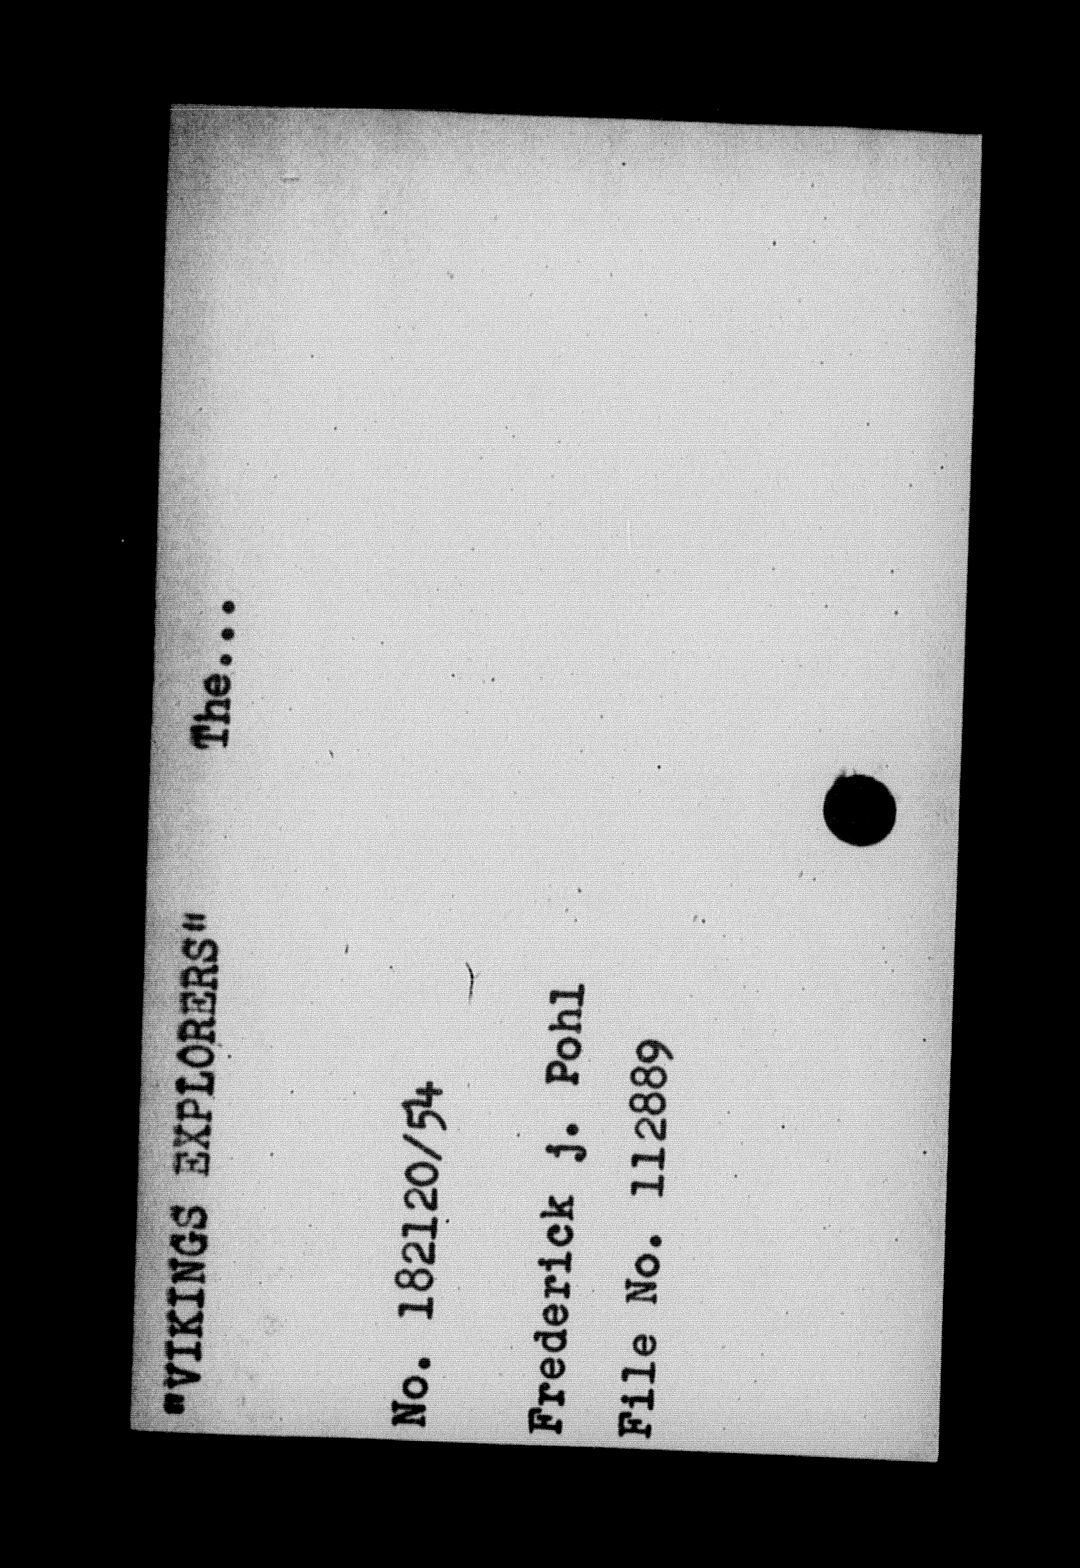 "VIKINGS EXPLORERS" The....
No. 182120/54
Frederick j. Pohl
File No. 112889